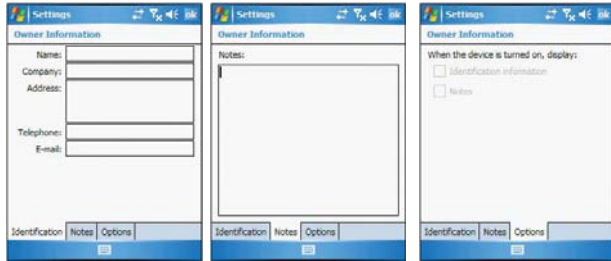 Settings
ok
Owner Information
Name:
Company:
Address:
Telephone:
E-mail:
Identification Notes Options
Settings
ok
Owner Information
Notes:
Identification Notes Options
Settings
ok
Owner Information
When the device is turned on, display:
Identification information
Notes
Identification Notes Options